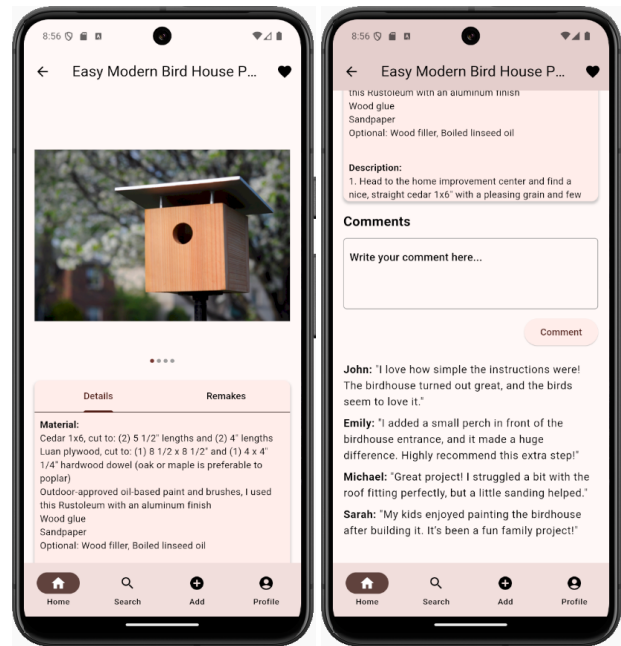 8:56
Easy Modern Bird House P...
Details
Remakes
Material:
Cedar 1x6, cut to: (2) 5 1/2" lengths and (2) 4" lengths
Luan plywood, cut to: (1) 8 1/2 x 8 1/2" and (1) 4 x 4"
1/4" hardwood dowel (oak or maple is preferable to
poplar)
Outdoor-approved oil-based paint and brushes, I used
this Rustoleum with an aluminum finish
Wood glue
Sandpaper
Optional: Wood filler, Boiled linseed oil
Home
Search
Add
Profile
8:56
Easy Modern Bird House P...
this Rustoleum with an aluminum finish
Wood glue
Sandpaper
Optional: Wood filler, Boiled linseed oil
Description:
1. Head to the home improvement center and find a
nice, straight cedar 1x6" with a pleasing grain and few
Comments
Write your comment here...
Comment
John: "I love how simple the instructions were!
The birdhouse turned out great, and the birds
seem to love it."
Emily: "I added a small perch in front of the
birdhouse entrance, and it made a huge
difference. Highly recommend this extra step!"
Michael: "Great project! I struggled a bit with the
roof fitting perfectly, but a little sanding helped."
Sarah: "My kids enjoyed painting the birdhouse
after building it. It's been a fun family project!"
Home
Search
Add
Profile